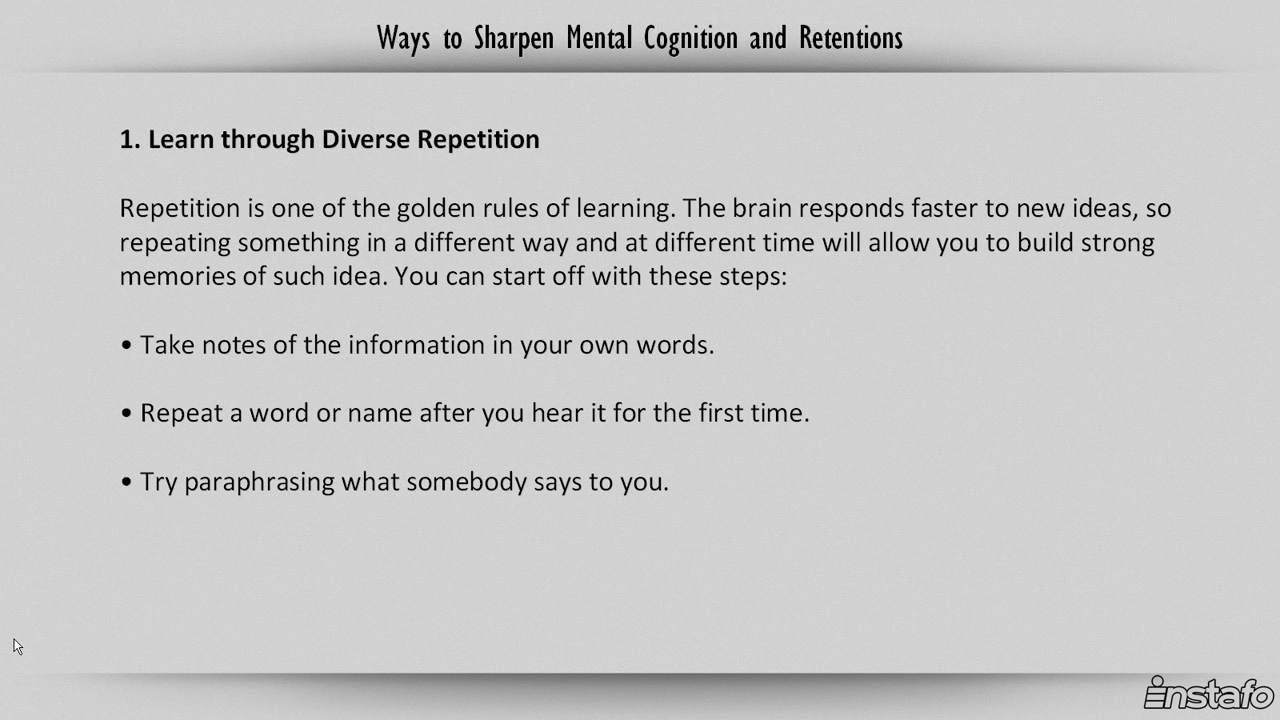 Ways to Sharpen Mental Cognition and Retentions
1. Learn through Diverse Repetition
Repetition is one of the golden rules of learning. The brain responds faster to new ideas, so
repeating something in a different way and at different time will allow you to build strong
memories of such idea. You can start off with these steps:
• Take notes of the information in your own words.
• Repeat a word or name after you hear it for the first time.
• Try paraphrasing what somebody says to you.
instafo